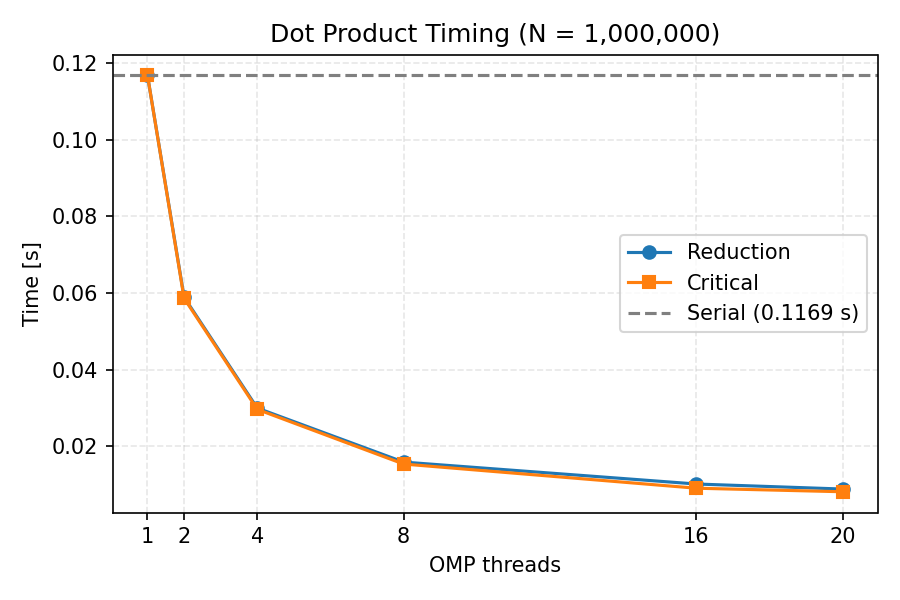 Dot Product Timing (N = 1,000,000)
Time [s]
0.12
0.10
0.08
0.06
0.04
0.02
Reduction
Critical
Serial (0.1169 s)
1 2 4 8 16 20
OMP threads